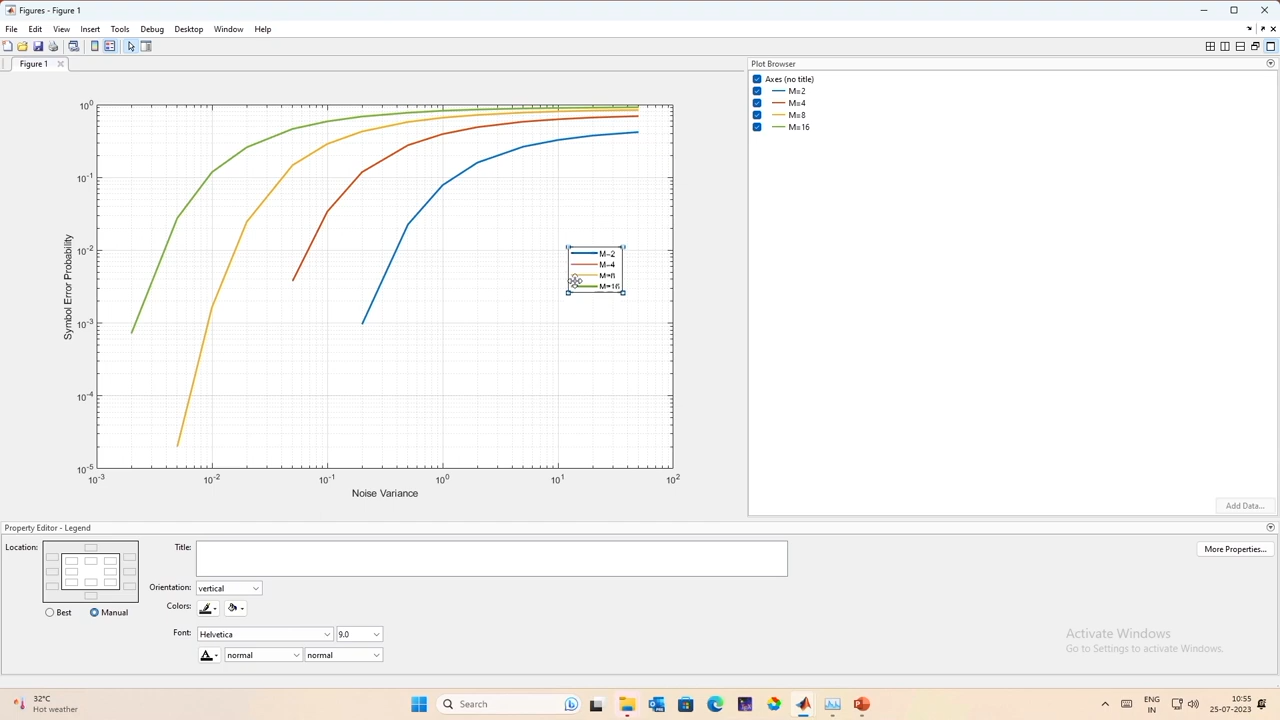 Figures - Figure 1
File Edit View Insert Tools Debug Desktop Window Help
Figure 1
Plot Browser
Axes (no title)
M=2
M=4
M=8
M=16
10^0
10^-1
10^-2
10^-3
10^-4
10^-5
Symbol Error Probability
M=2
M=4
M=8
M=16
10^-3 10^-2 10^-1 10^0 10^1 10^2
Noise Variance
Add Data...
Property Editor - Legend
Location:
Best Manual
Title:
Orientation: vertical
Colors:
Font: Helvetica 9.0
normal normal
More Properties...
Activate Windows
Go to Settings to activate Windows.
32°C
Hot weather
Search
ENG
IN
10:55
25-07-2023